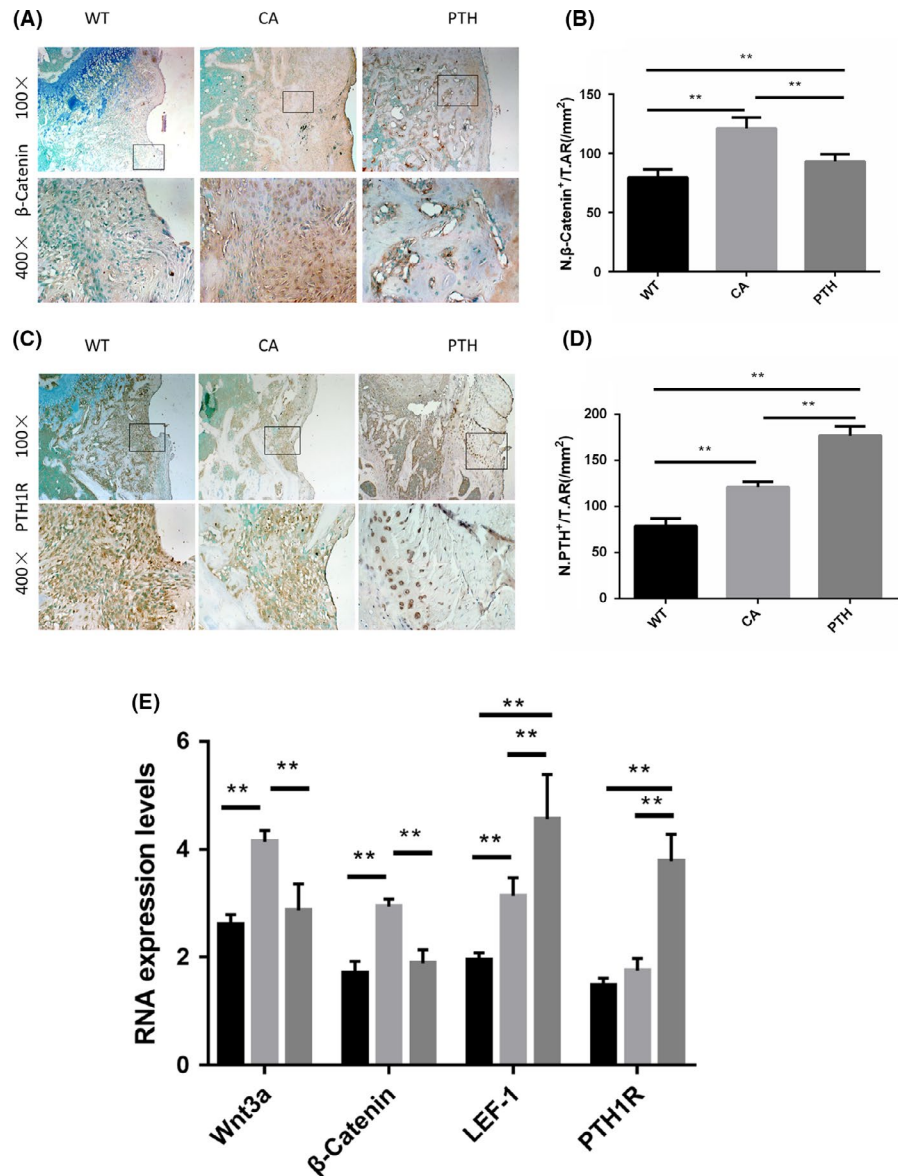 (A)
WT
CA
PTH
β-Catenin
100×
400×
(B)
N.β-Catenin⁺/T.AR(/mm²)
150
100
50
0
**
**
**
WT
CA
PTH
(C)
WT
CA
PTH
PTH1R
100×
400×
(D)
N.PTH⁺/T.AR(/mm²)
200
150
100
50
0
**
**
**
WT
CA
PTH
(E)
RNA expression levels
6
4
2
0
**
**
**
**
**
**
**
**
**
Wnt3a
β-Catenin
LEF-1
PTH1R